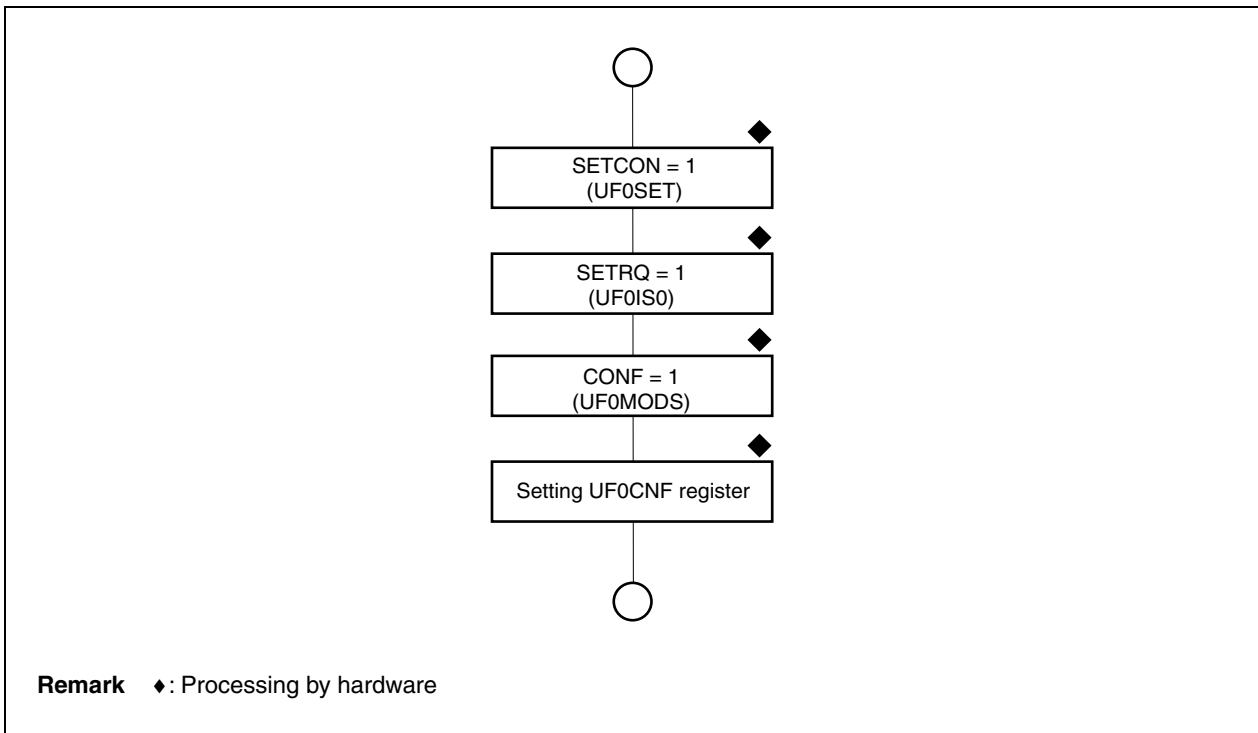 SETCON = 1
(UF0SET)
SETRQ = 1
(UF0IS0)
CONF = 1
(UF0MODS)
Setting UF0CNF register
Remark ♦: Processing by hardware